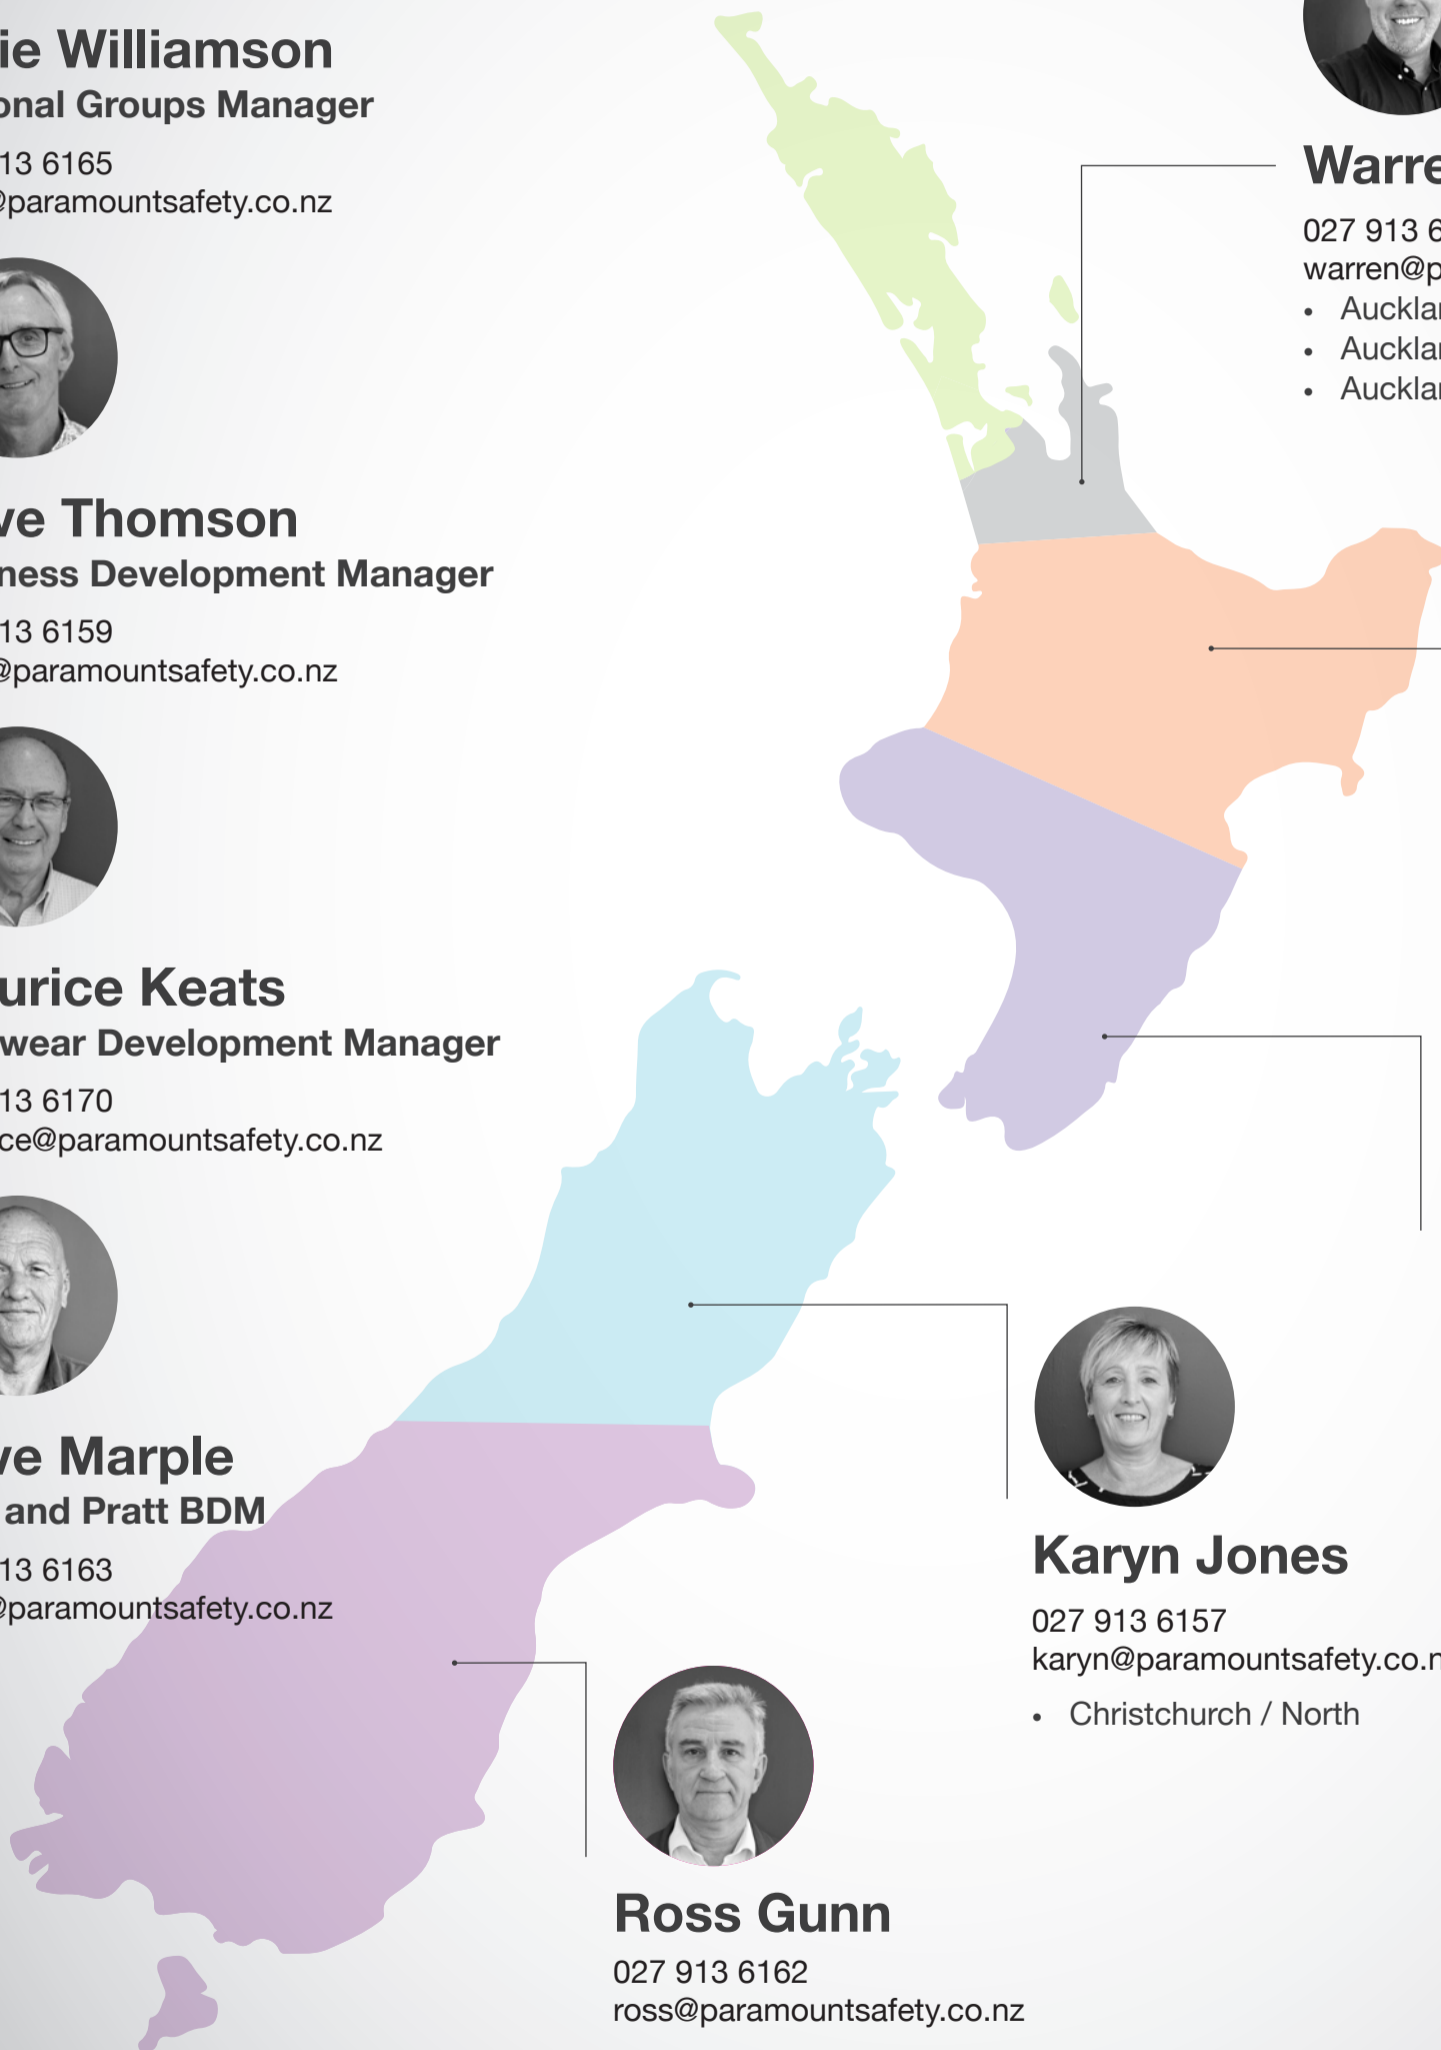 ie Williamson
onal Groups Manager
13 6165
@paramountsafety.co.nz
ve Thomson
ness Development Manager
13 6159
@paramountsafety.co.nz
urice Keats
wear Development Manager
13 6170
ce@paramountsafety.co.nz
ve Marple
and Pratt BDM
13 6163
@paramountsafety.co.nz
Warre
027 913 6
warren@p
• Aucklan
• Aucklan
• Aucklan
Karyn Jones
027 913 6157
karyn@paramountsafety.co.n
• Christchurch / North
Ross Gunn
027 913 6162
ross@paramountsafety.co.nz